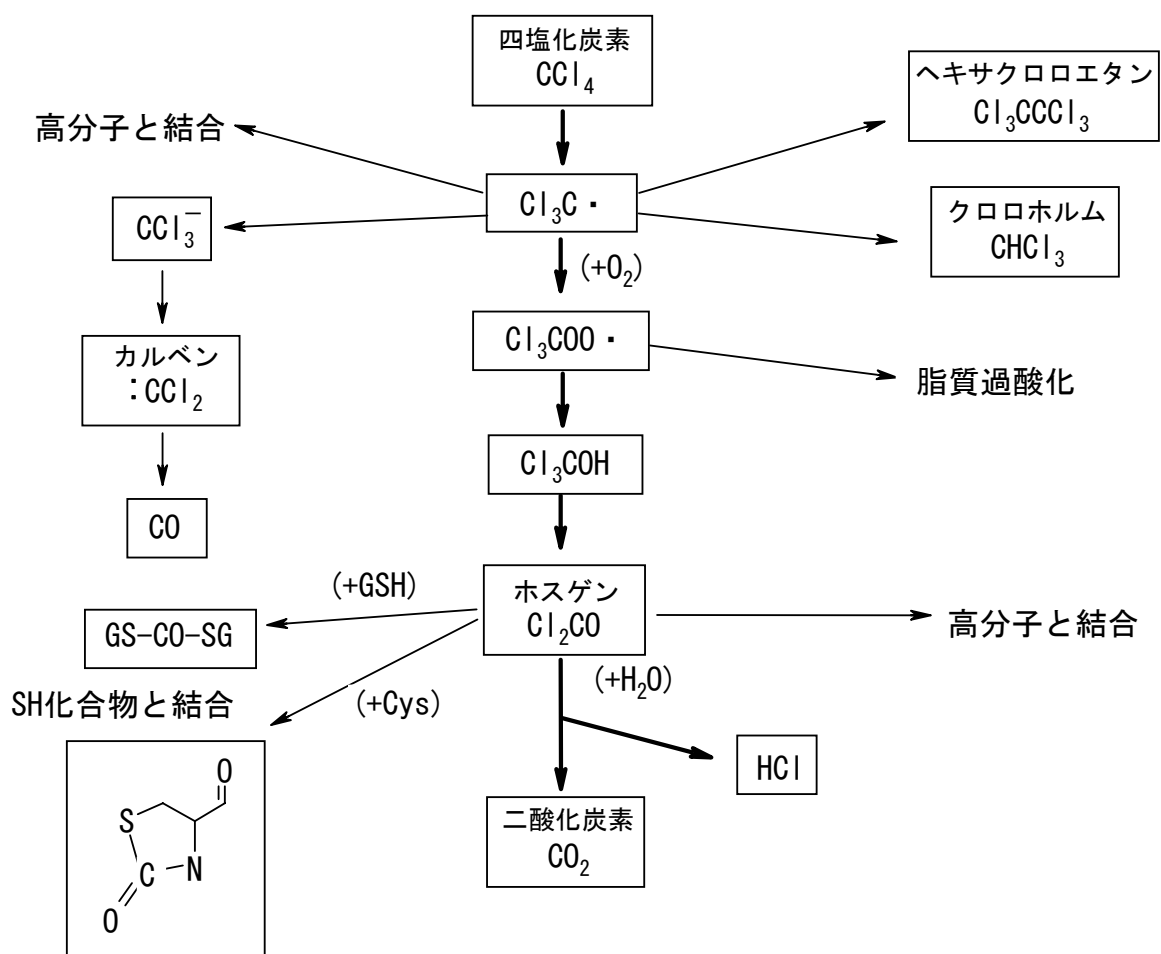 四塩化炭素
CCl₄
ヘキサクロロエタン
Cl₃CCCl₃
高分子と結合
Cl₃C・
CCl₃⁻
クロロホルム
CHCl₃
(+O₂)
Cl₃COO・
カルベン
:CCl₂
脂質過酸化
Cl₃COH
CO
(+GSH)
ホスゲン
Cl₂CO
GS-CO-SG
高分子と結合
(+H₂O)
SH化合物と結合
(+Cys)
HCl
O
S
C
N
O
二酸化炭素
CO₂